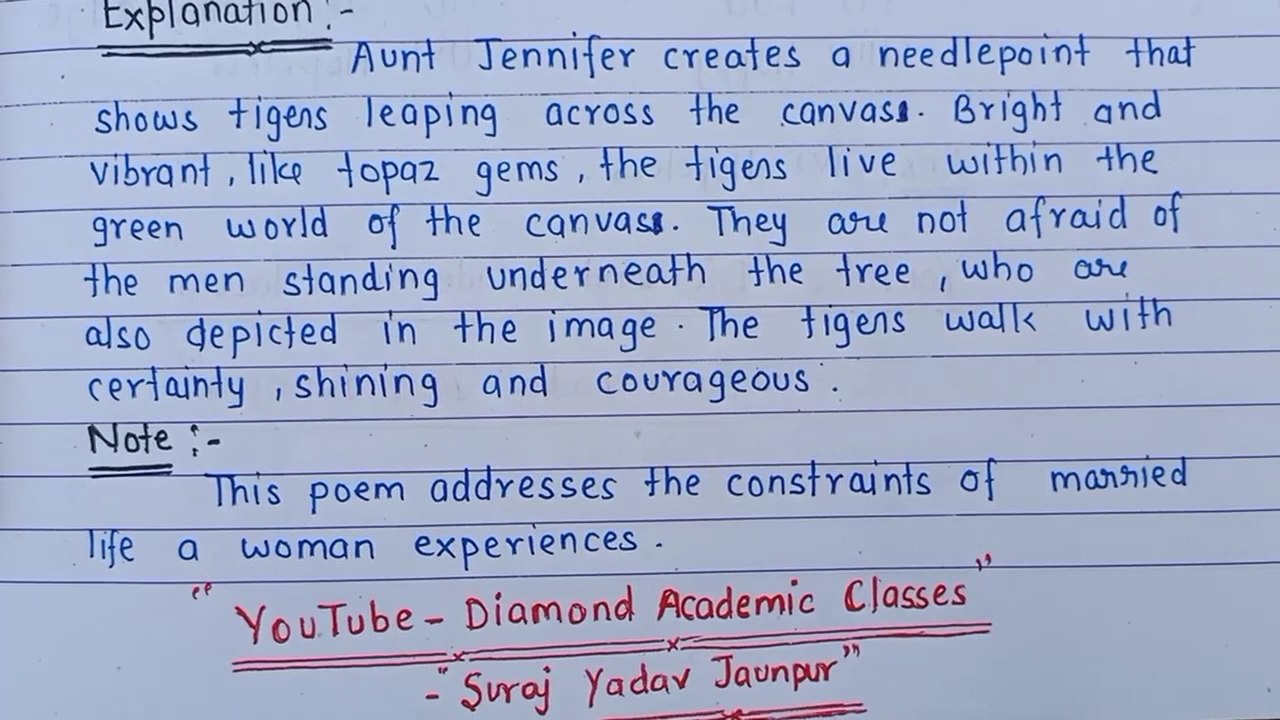 Explanation :-
Aunt Jennifer creates a needlepoint that
shows tigers leaping across the canvass. Bright and
vibrant, like topaz gems, the tigers live within the
green world of the canvass. They are not afraid of
the men standing underneath the tree, who are
also depicted in the image. The tigers walk with
certainty, shining and courageous.
Note :-
This poem addresses the constraints of married
life a woman experiences.
"YouTube - Diamond Academic Classes"
- "Suraj Yadav Jaunpur"